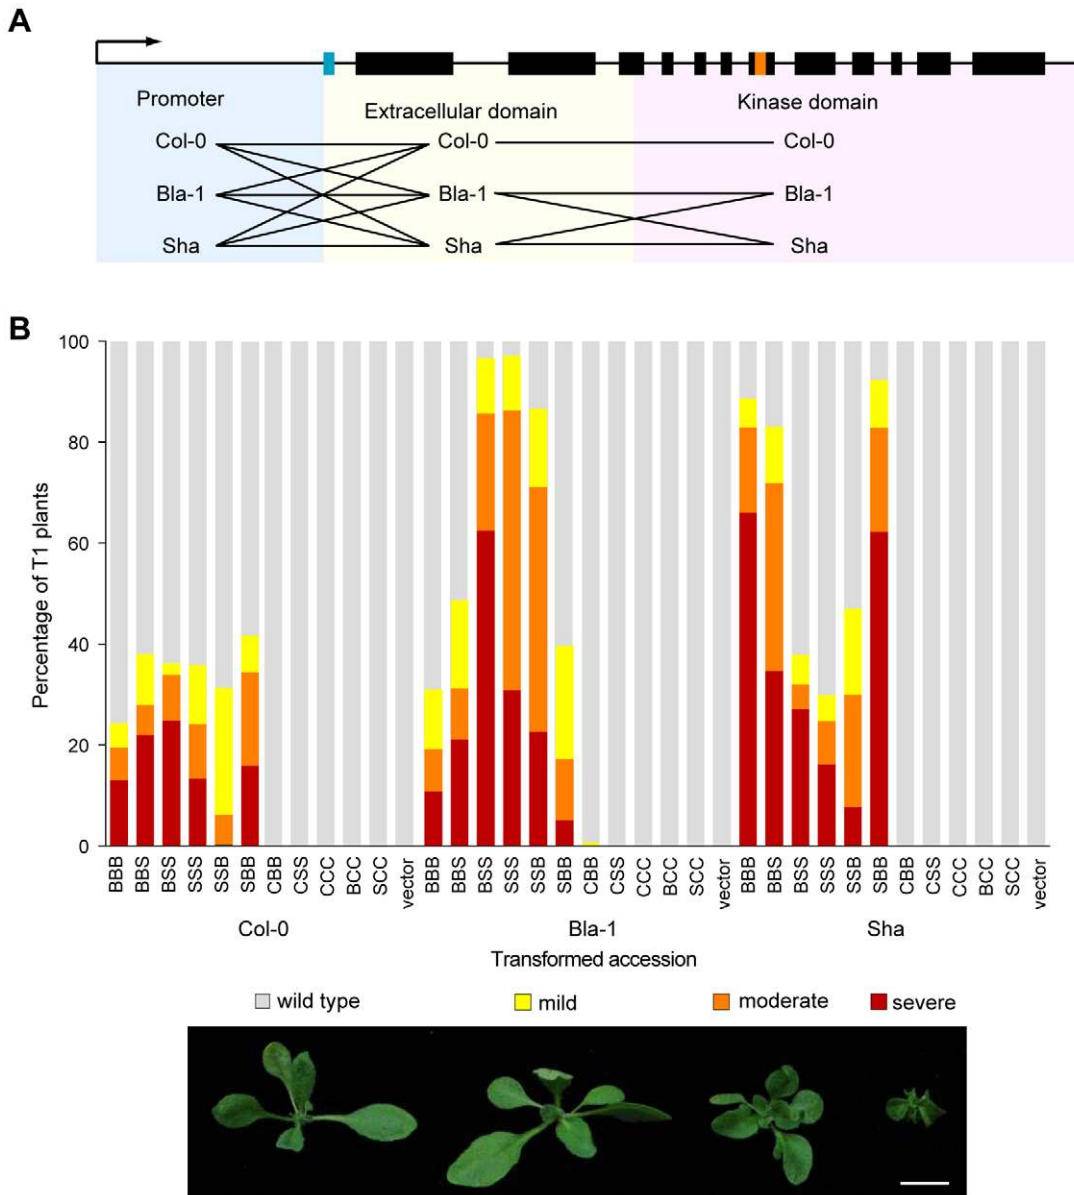 A
Promoter
Extracellular domain
Kinase domain
Col-0 Col-0 Col-0
Bla-1 Bla-1 Bla-1
Sha Sha Sha
B
Percentage of T1 plants
100
80
60
40
20
0
BBB BBS BSS SSS SSB SBB CBB CSS CCC BCC SCC vector BBB BBS BSS SSS SSB SBB CBB CSS CCC BCC SCC vector BBB BBS BSS SSS SSB SBB CBB CSS CCC BCC SCC vector
Col-0 Bla-1 Sha
Transformed accession
wild type mild moderate severe